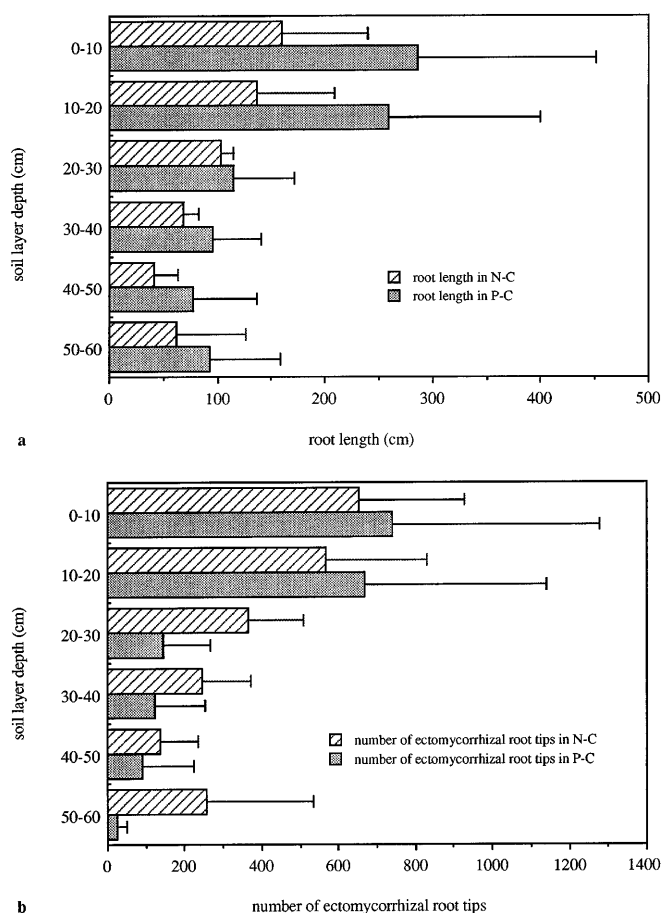 0-10
10-20
20-30
30-40
40-50
50-60
soil layer depth (cm)
root length in N-C
root length in P-C
0 100 200 300 400 500
a root length (cm)
0-10
10-20
20-30
30-40
40-50
50-60
soil layer depth (cm)
number of ectomycorrhizal root tips in N-C
number of ectomycorrhizal root tips in P-C
0 200 400 600 800 1000 1200 1400
b number of ectomycorrhizal root tips